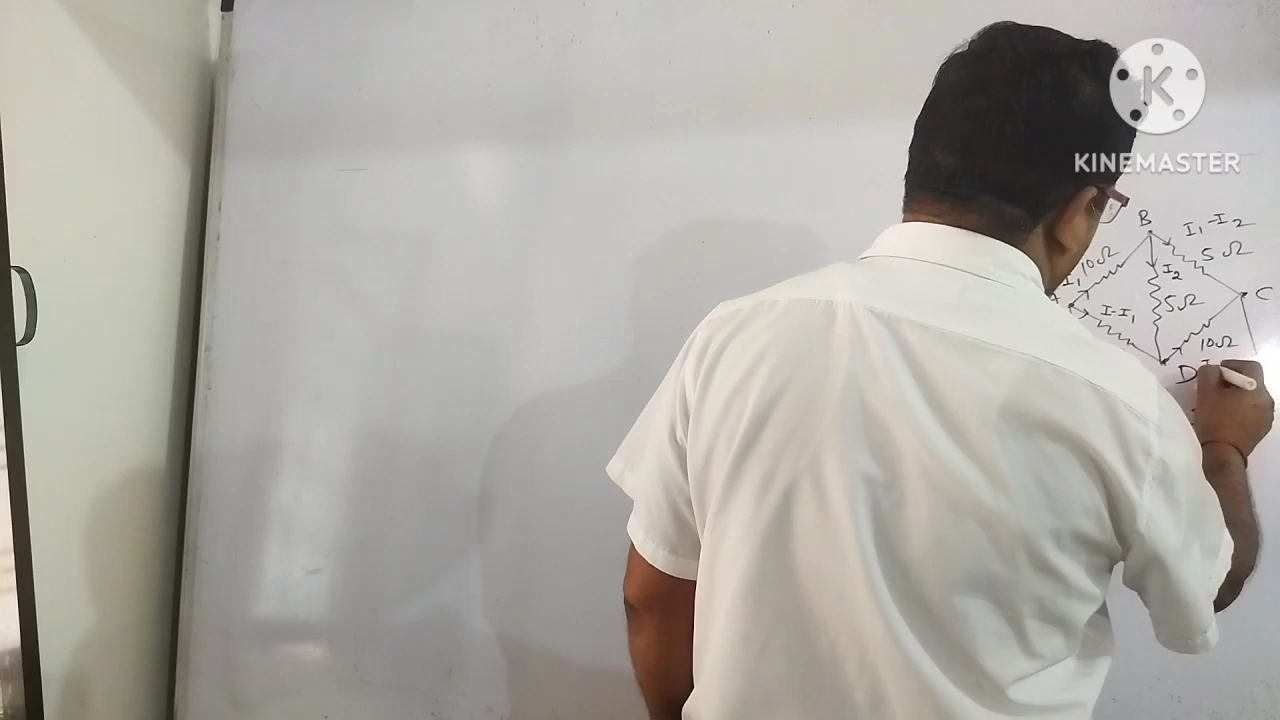 K
KINEMASTER
B
I₁-I₂
10Ω
5Ω
I₁
I₂
I-I₁
5Ω
C
10Ω
D